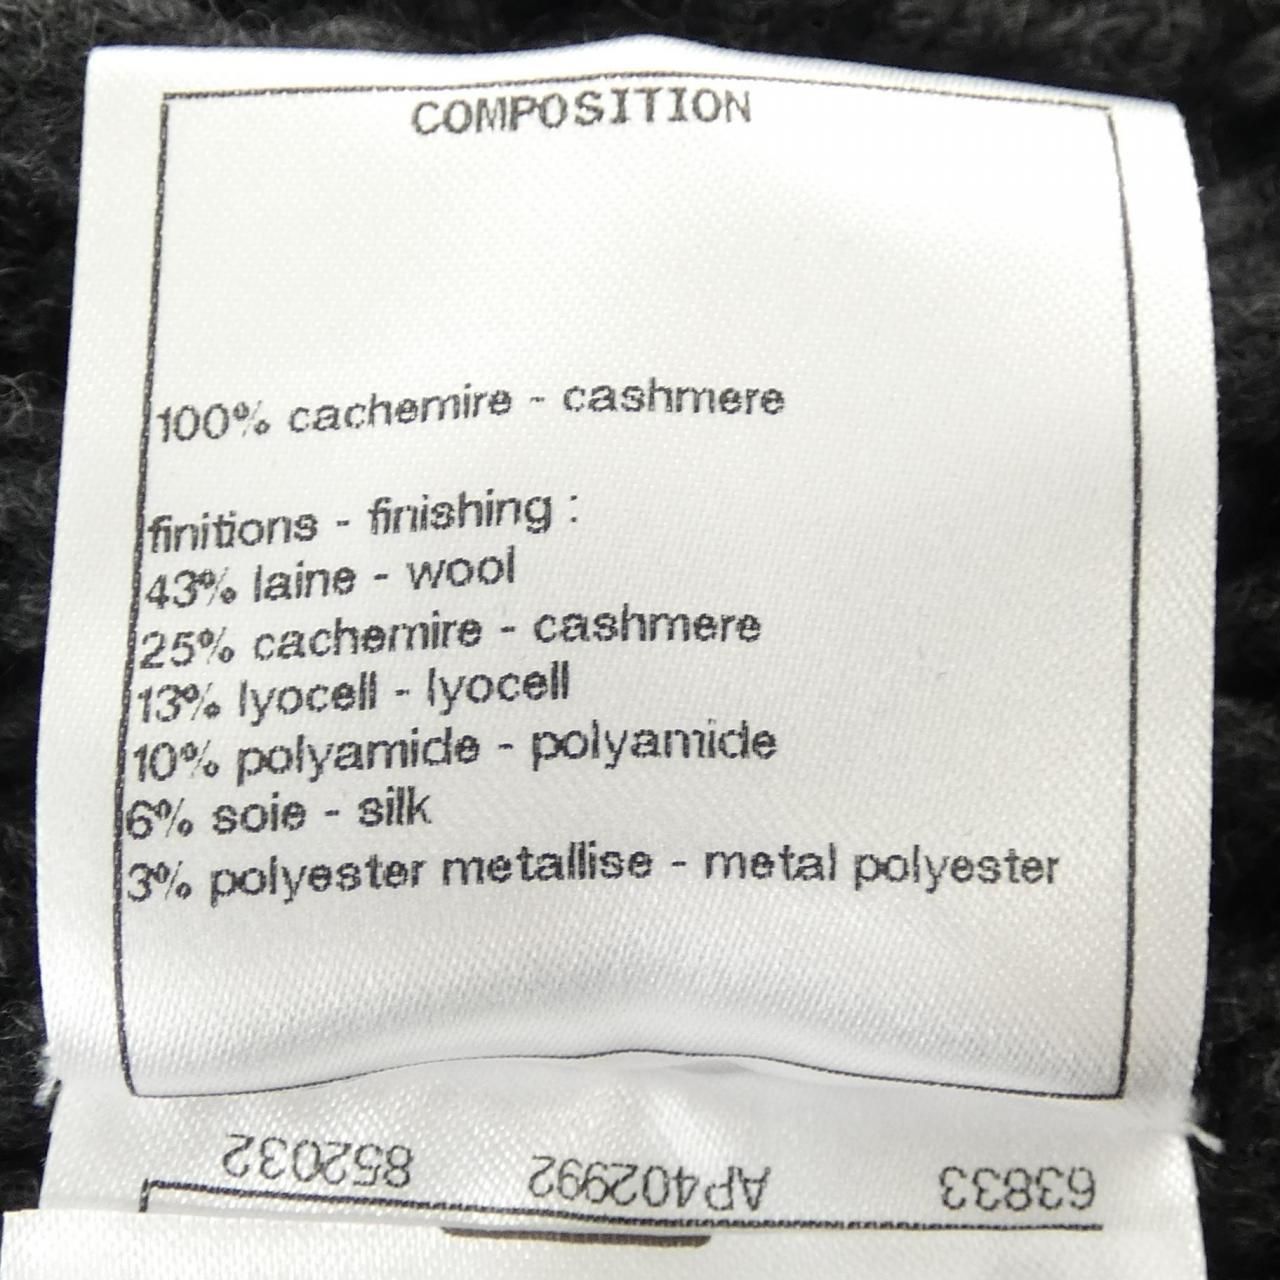 COMPOSITION
100% cachemire - cashmere
finitions - finishing :
43% laine - wool
25% cachemire - cashmere
13% lyocell - lyocell
10% polyamide - polyamide
6% soie - silk
3% polyester metallise - metal polyester
63833 AP402992 852032